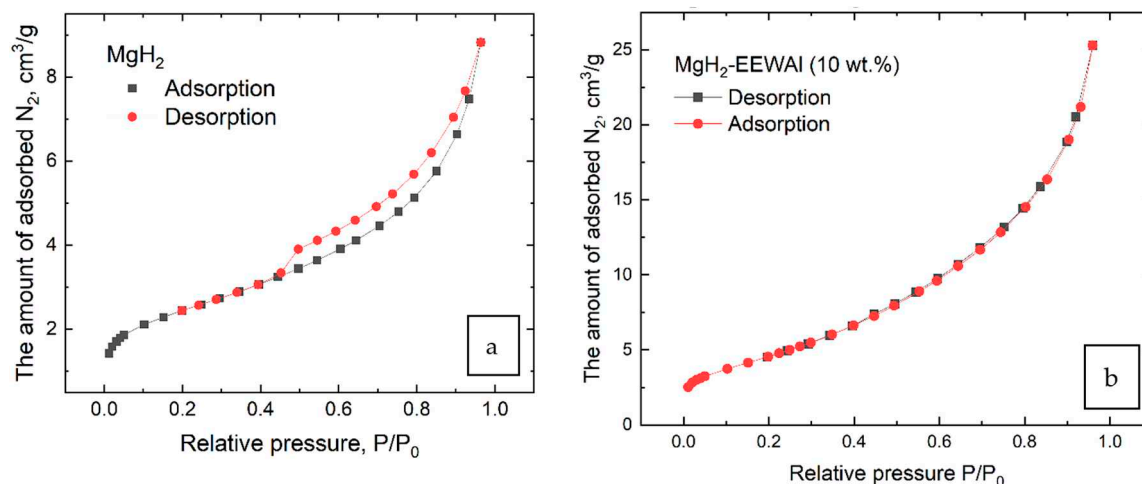 MgH₂
Adsorption
Desorption
The amount of adsorbed N₂, cm³/g
8
6
4
2
0.0 0.2 0.4 0.6 0.8 1.0
Relative pressure, P/P₀
a
MgH₂-EEWAl (10 wt.%)
Desorption
Adsorption
The amount of adsorbed N₂, cm³/g
25
20
15
10
5
0
0.0 0.2 0.4 0.6 0.8 1.0
Relative pressure P/P₀
b